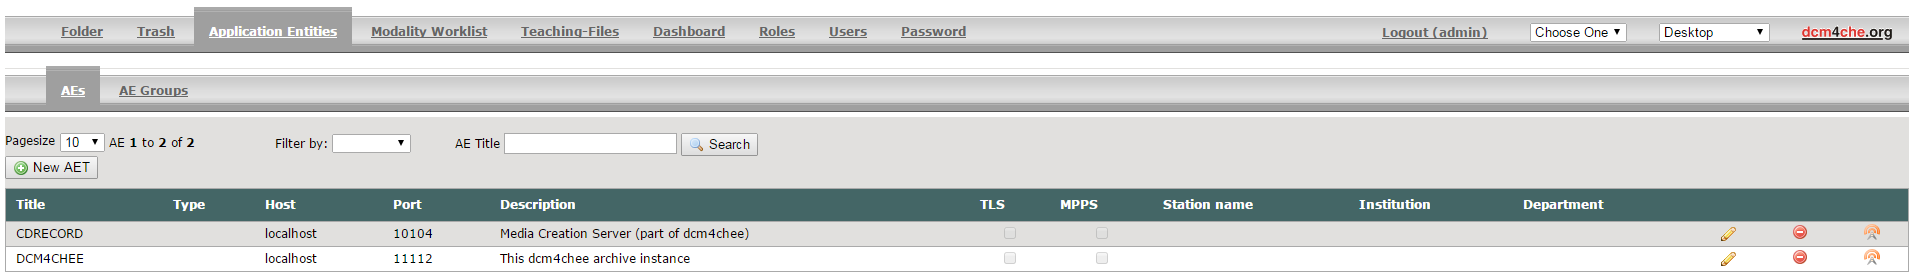 Folder Trash Application Entities Modality Worklist Teaching-Files Dashboard Roles Users Password Logout (admin) Choose One Desktop dcm4che.org
AEs AE Groups
Pagesize 10 AE 1 to 2 of 2 Filter by: AE Title Search
New AET
Title Type Host Port Description TLS MPPS Station name Institution Department
CDRECORD localhost 10104 Media Creation Server (part of dcm4chee)
DCM4CHEE localhost 11112 This dcm4chee archive instance